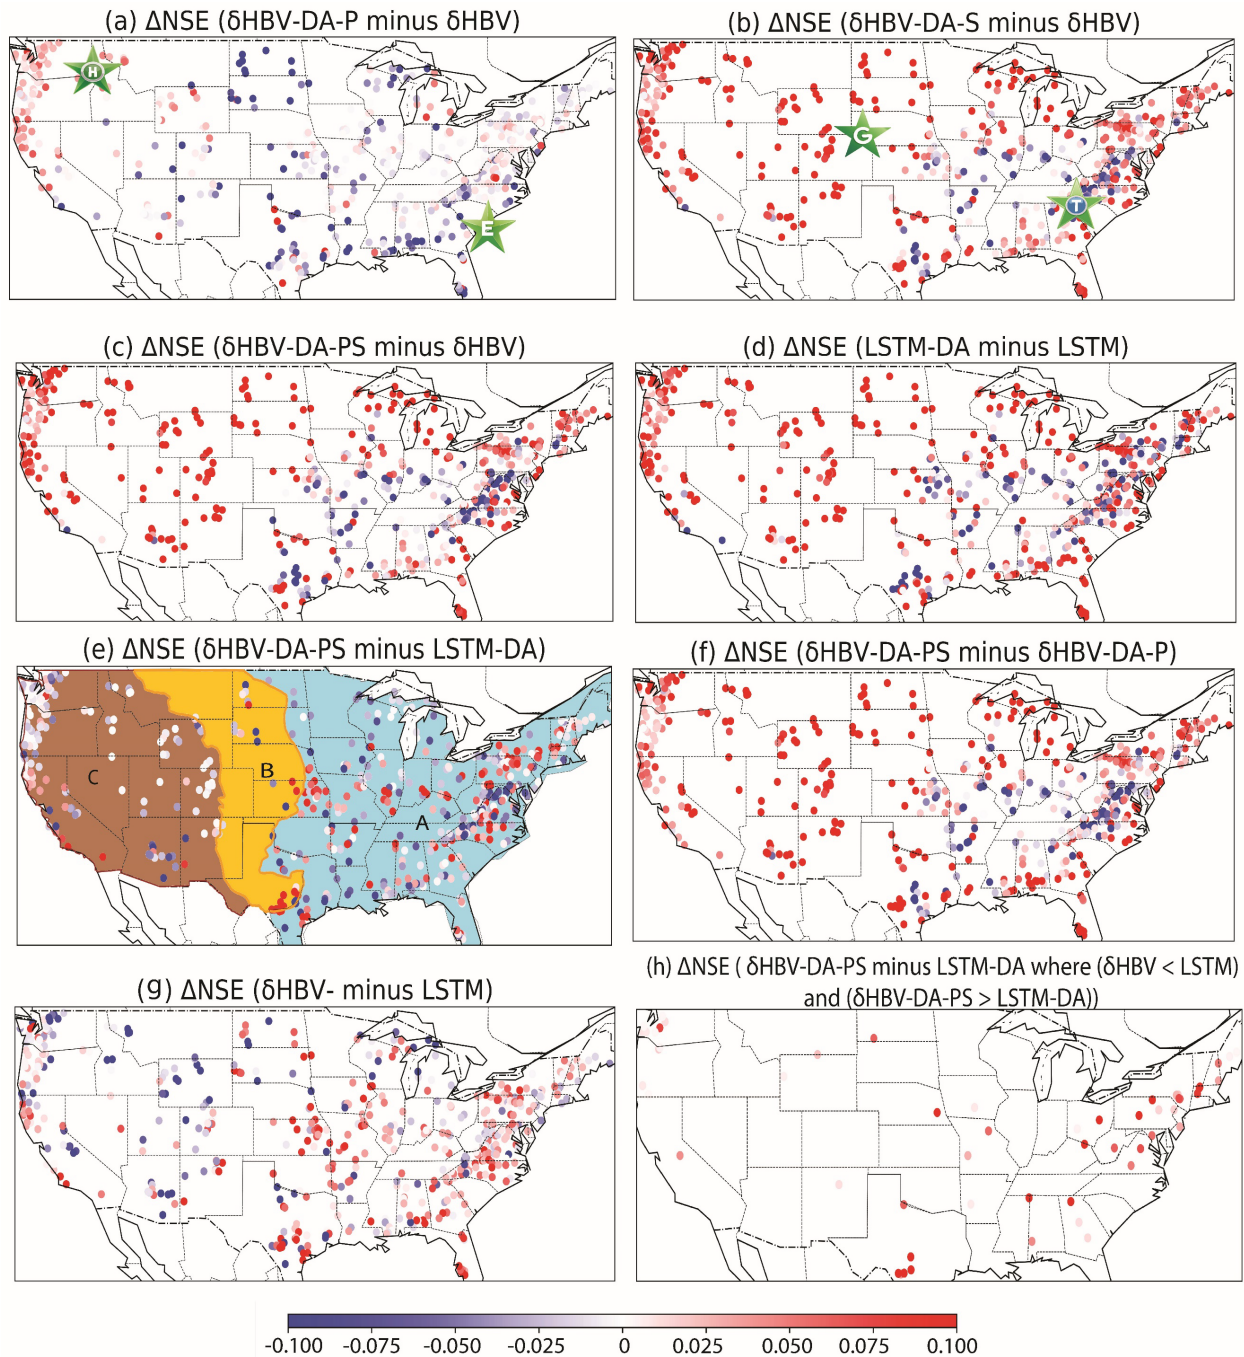 (a) ΔNSE (δHBV-DA-P minus δHBV)
(b) ΔNSE (δHBV-DA-S minus δHBV)
H
E
G
T
(c) ΔNSE (δHBV-DA-PS minus δHBV)
(d) ΔNSE (LSTM-DA minus LSTM)
(e) ΔNSE (δHBV-DA-PS minus LSTM-DA)
(f) ΔNSE (δHBV-DA-PS minus δHBV-DA-P)
C
B
A
(g) ΔNSE (δHBV- minus LSTM)
(h) ΔNSE ( δHBV-DA-PS minus LSTM-DA where (δHBV < LSTM)
and (δHBV-DA-PS > LSTM-DA))
-0.100 -0.075 -0.050 -0.025 0 0.025 0.050 0.075 0.100